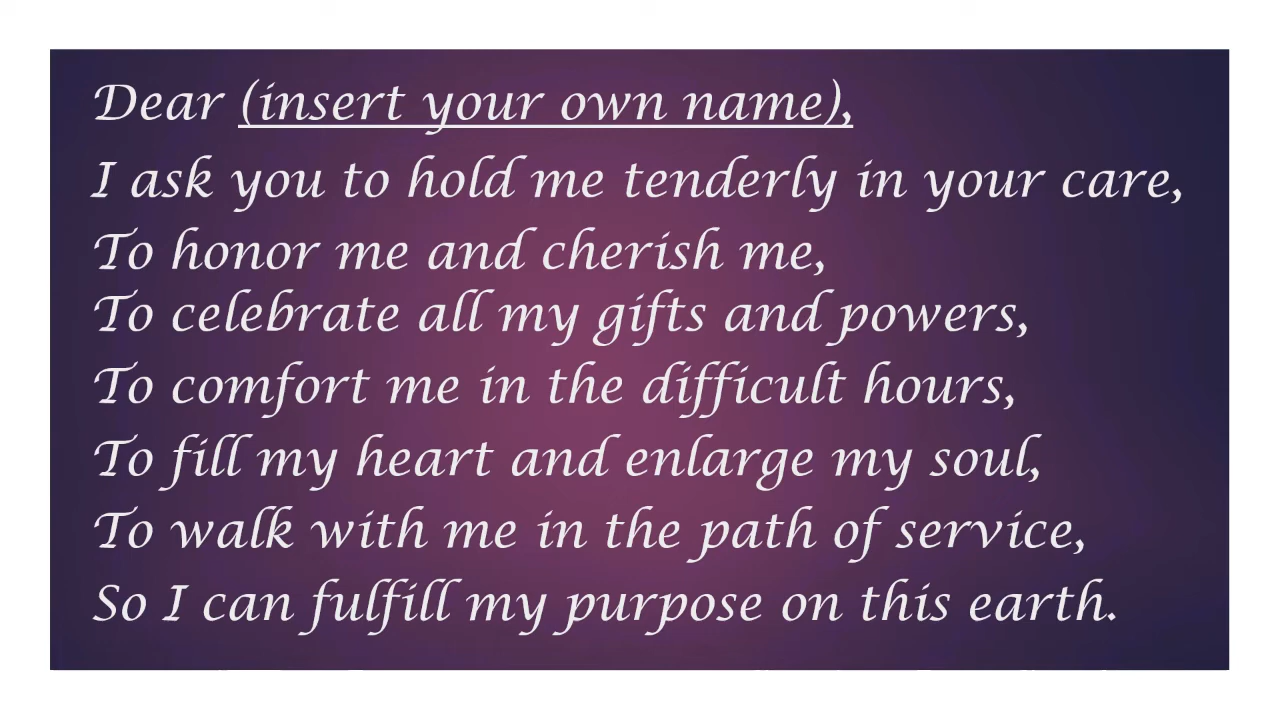 Dear (insert your own name),
I ask you to hold me tenderly in your care,
To honor me and cherish me,
To celebrate all my gifts and powers,
To comfort me in the difficult hours,
To fill my heart and enlarge my soul,
To walk with me in the path of service,
So I can fulfill my purpose on this earth.